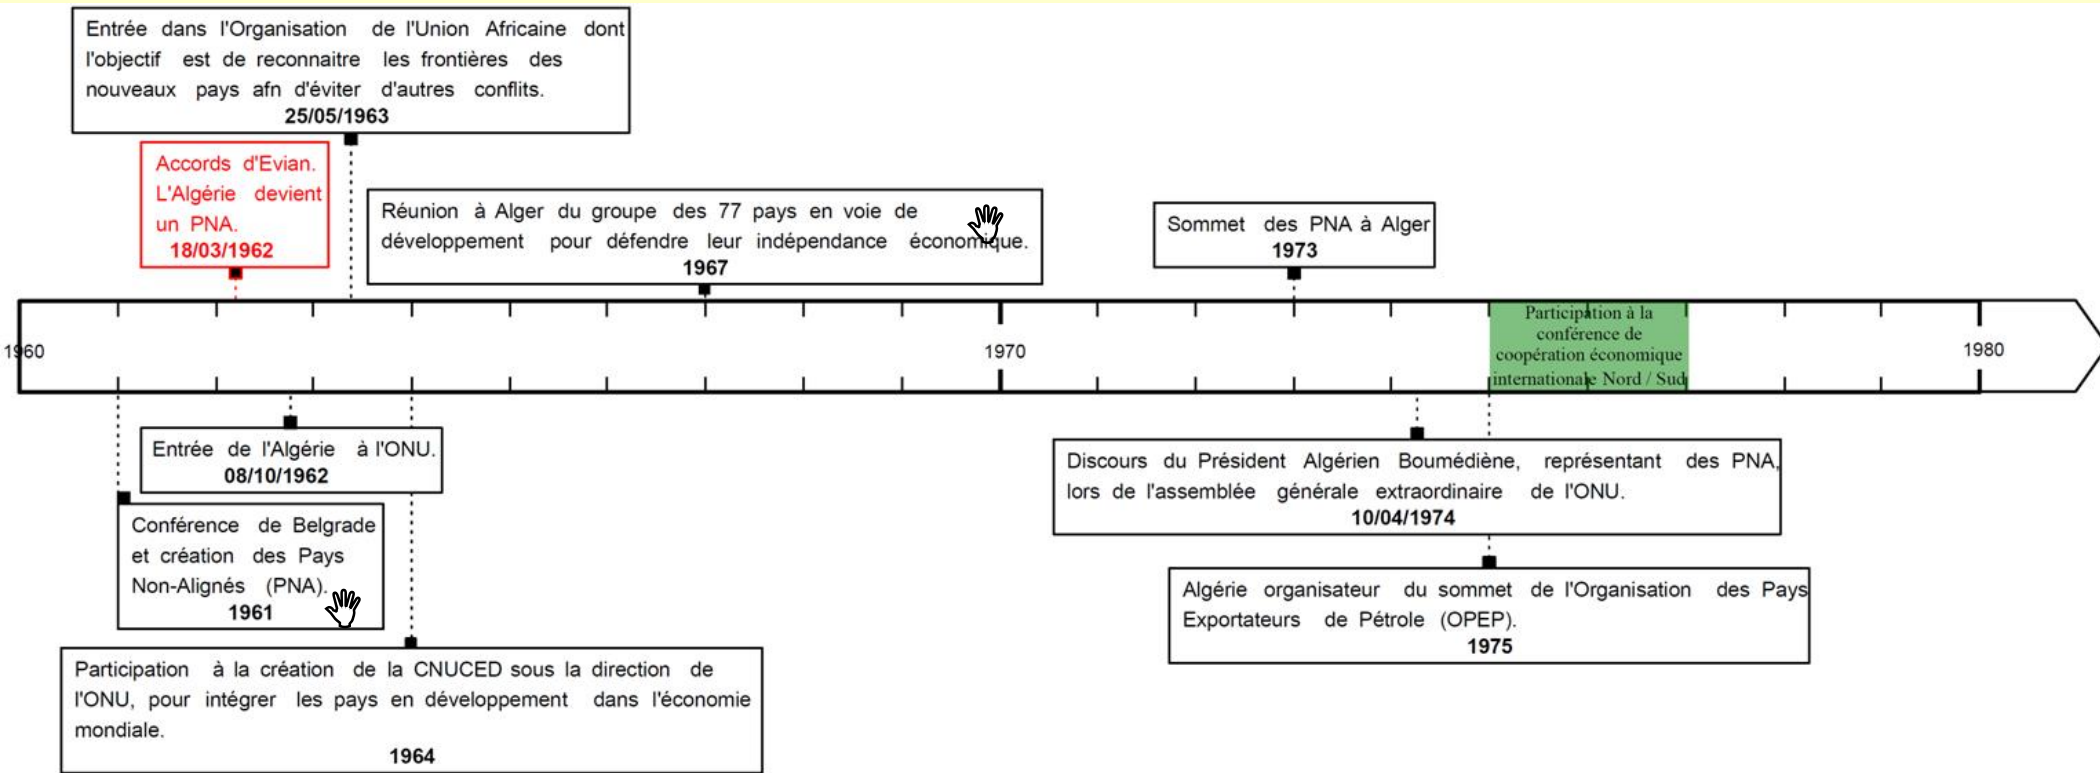 Entrée dans l'Organisation de l'Union Africaine dont
l'objectif est de reconnaitre les frontières des
nouveaux pays afn d'éviter d'autres conflits.
25/05/1963
Accords d'Evian.
L'Algérie devient
un PNA.
18/03/1962
Réunion à Alger du groupe des 77 pays en voie de
développement pour défendre leur indépendance économique.
1967
Sommet des PNA à Alger
1973
1960
1970
Participation à la
conférence de
coopération économique
internationale Nord / Sud
1980
Entrée de l'Algérie à l'ONU.
08/10/1962
Conférence de Belgrade
et création des Pays
Non-Alignés (PNA).
1961
Participation à la création de la CNUCED sous la direction de
l'ONU, pour intégrer les pays en développement dans l'économie
mondiale.
1964
Discours du Président Algérien Boumédiène, représentant des PNA,
lors de l'assemblée générale extraordinaire de l'ONU.
10/04/1974
Algérie organisateur du sommet de l'Organisation des Pays
Exportateurs de Pétrole (OPEP).
1975